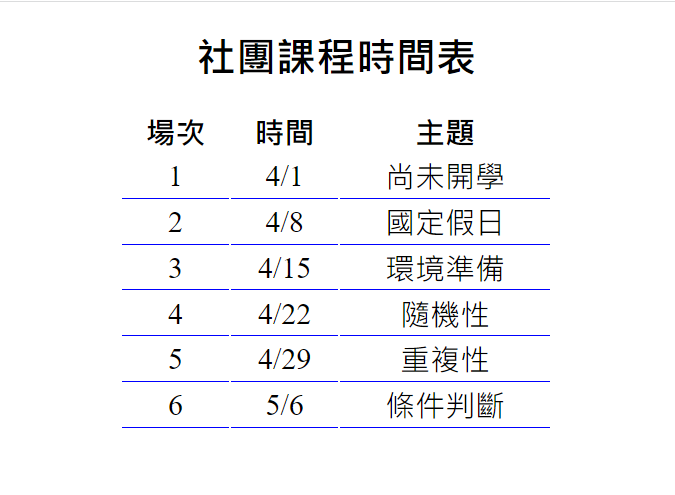 社團課程時間表
場次 時間 主題
1 4/1 尚未開學
2 4/8 國定假日
3 4/15 環境準備
4 4/22 隨機性
5 4/29 重複性
6 5/6 條件判斷